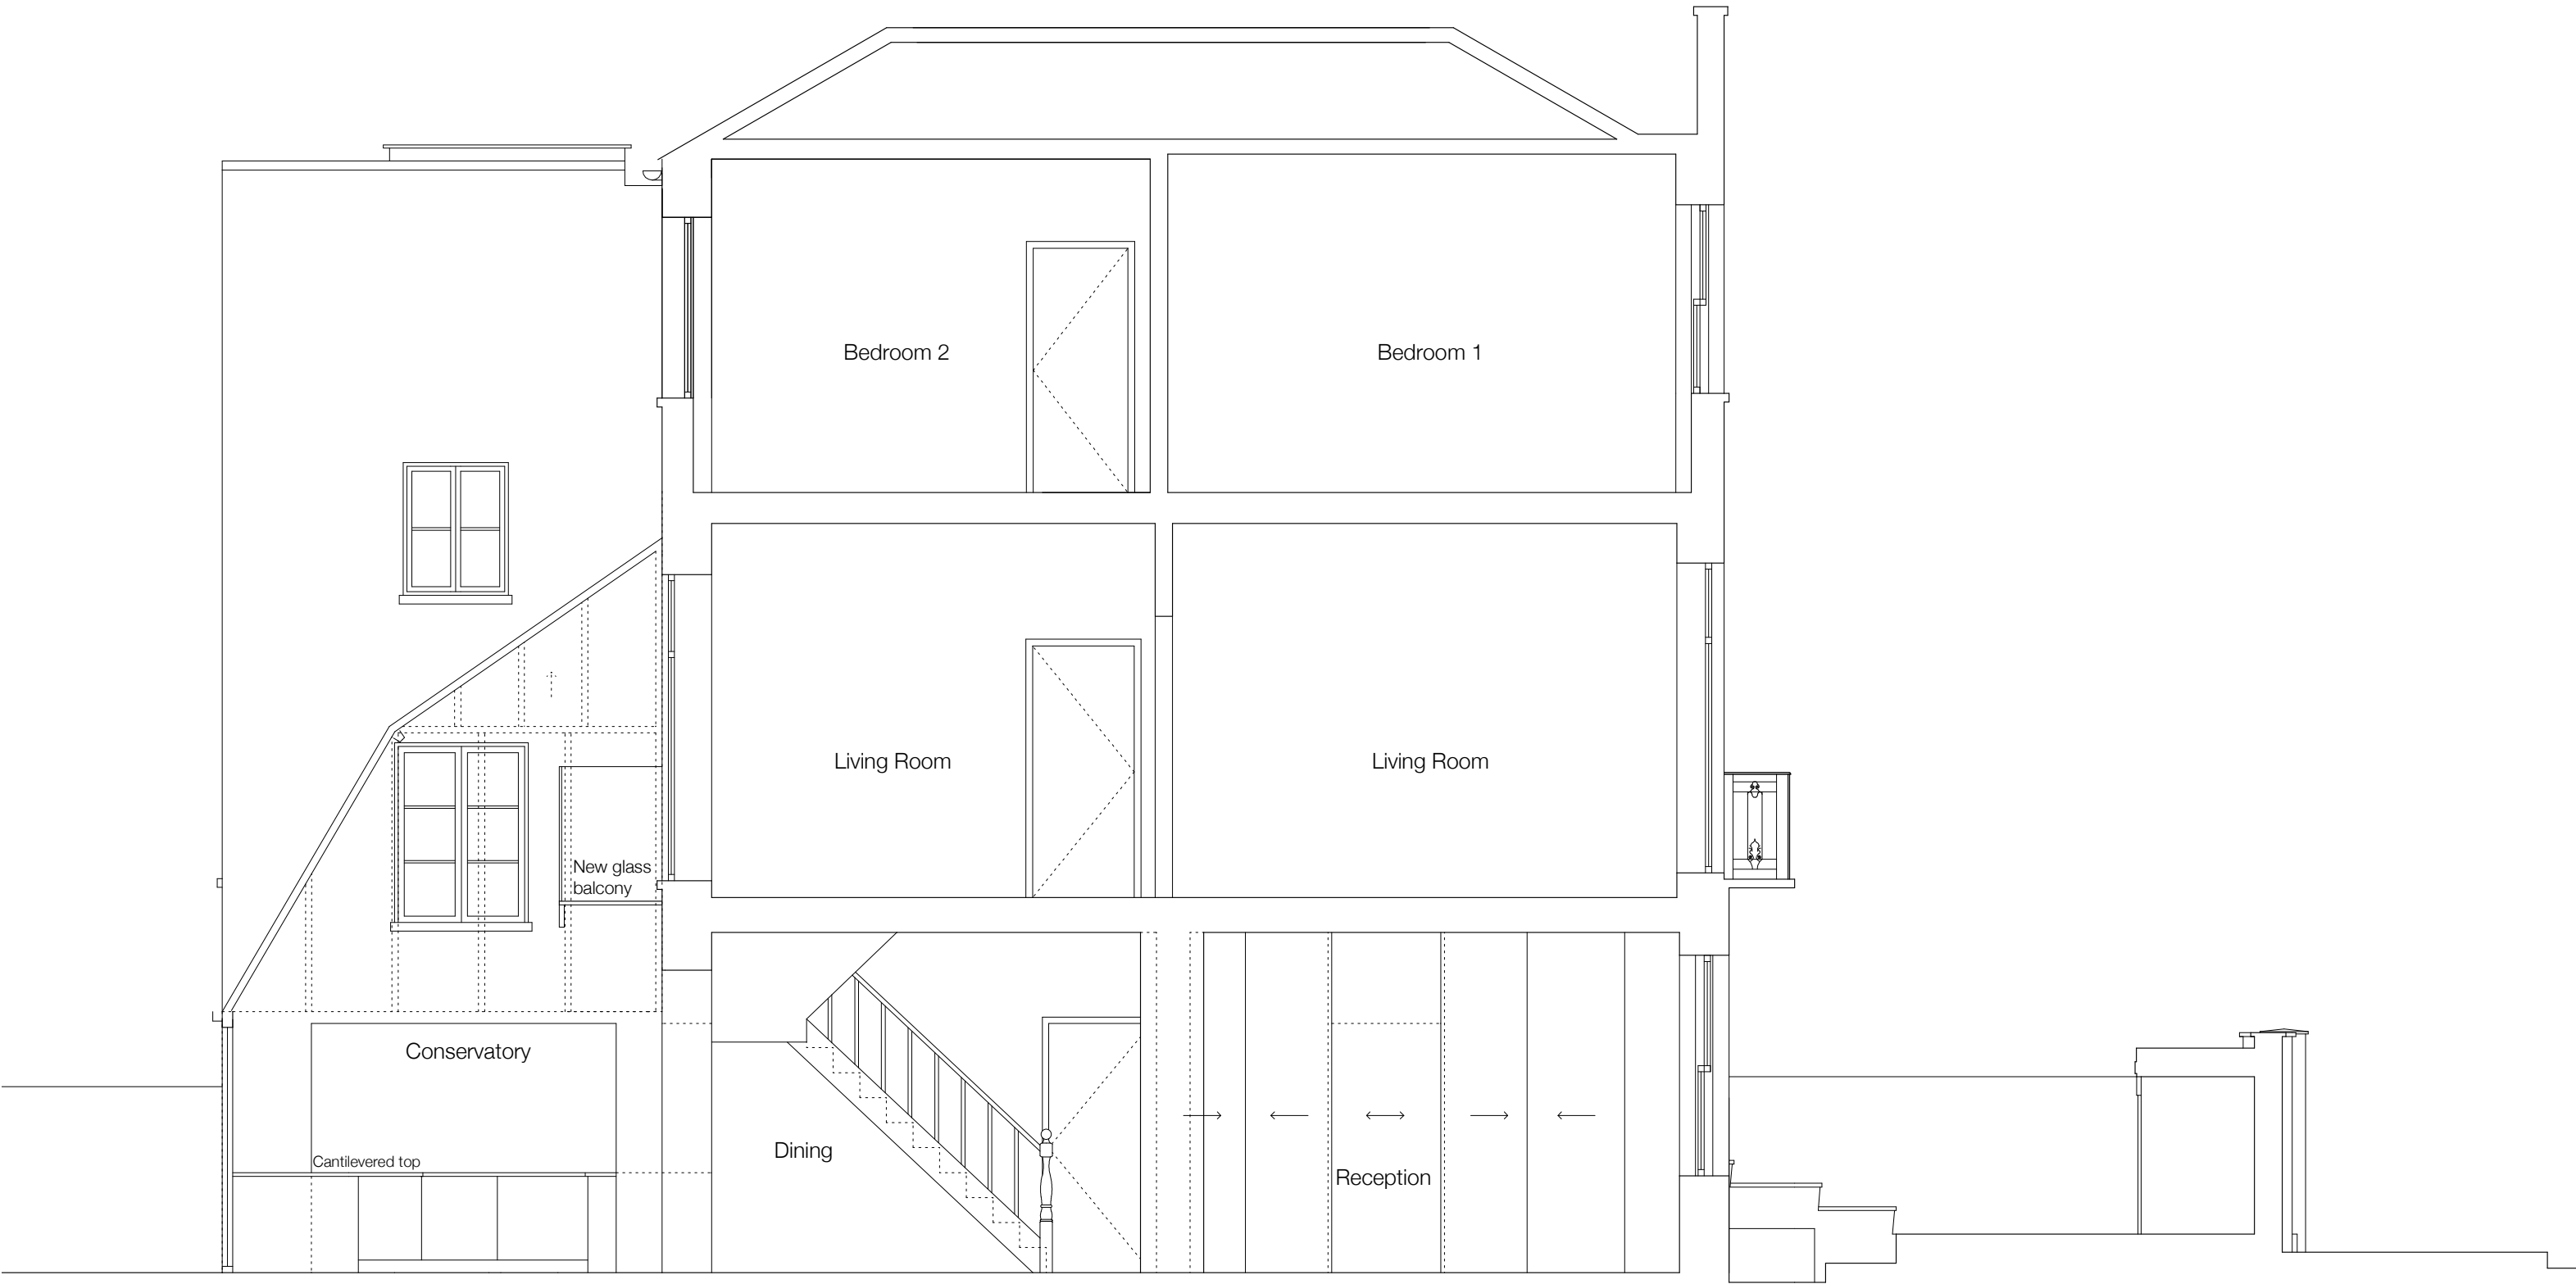 Bedroom 2
Bedroom 1
Living Room
Living Room
New glass
balcony
Conservatory
Cantilevered top
Dining
Reception